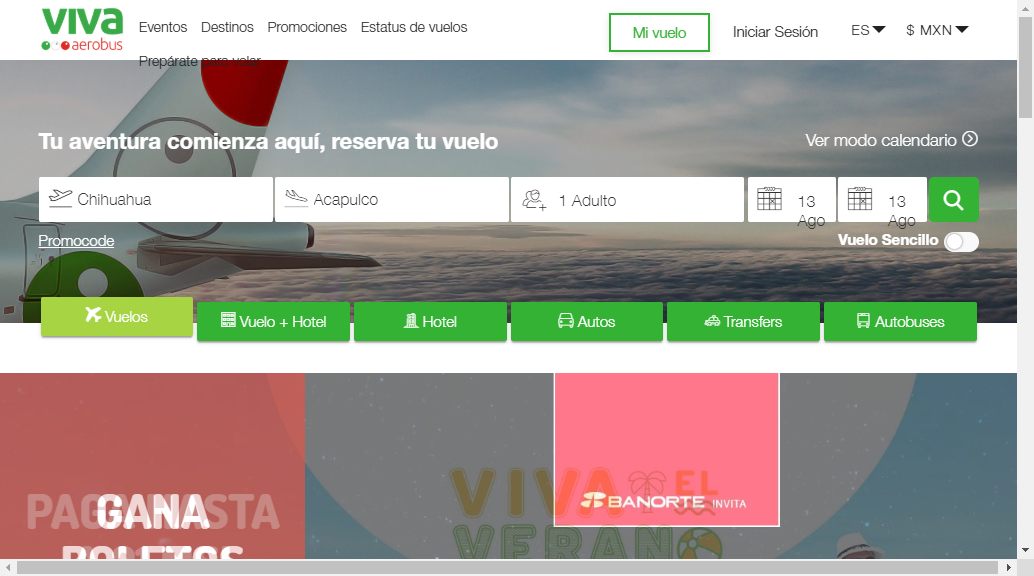 viva
aerobus
Eventos Destinos Promociones Estatus de vuelos
Prepárate para volar
Mi vuelo
Iniciar Sesión
ES
$ MXN
Tu aventura comienza aquí, reserva tu vuelo
Ver modo calendario
Chihuahua
Acapulco
1 Adulto
13 Ago
13 Ago
Promocode
Vuelo Sencillo
Vuelos
Vuelo + Hotel
Hotel
Autos
Transfers
Autobuses
GANA
BOLETOS
VIVA EL
VERANO
BANORTE INVITA